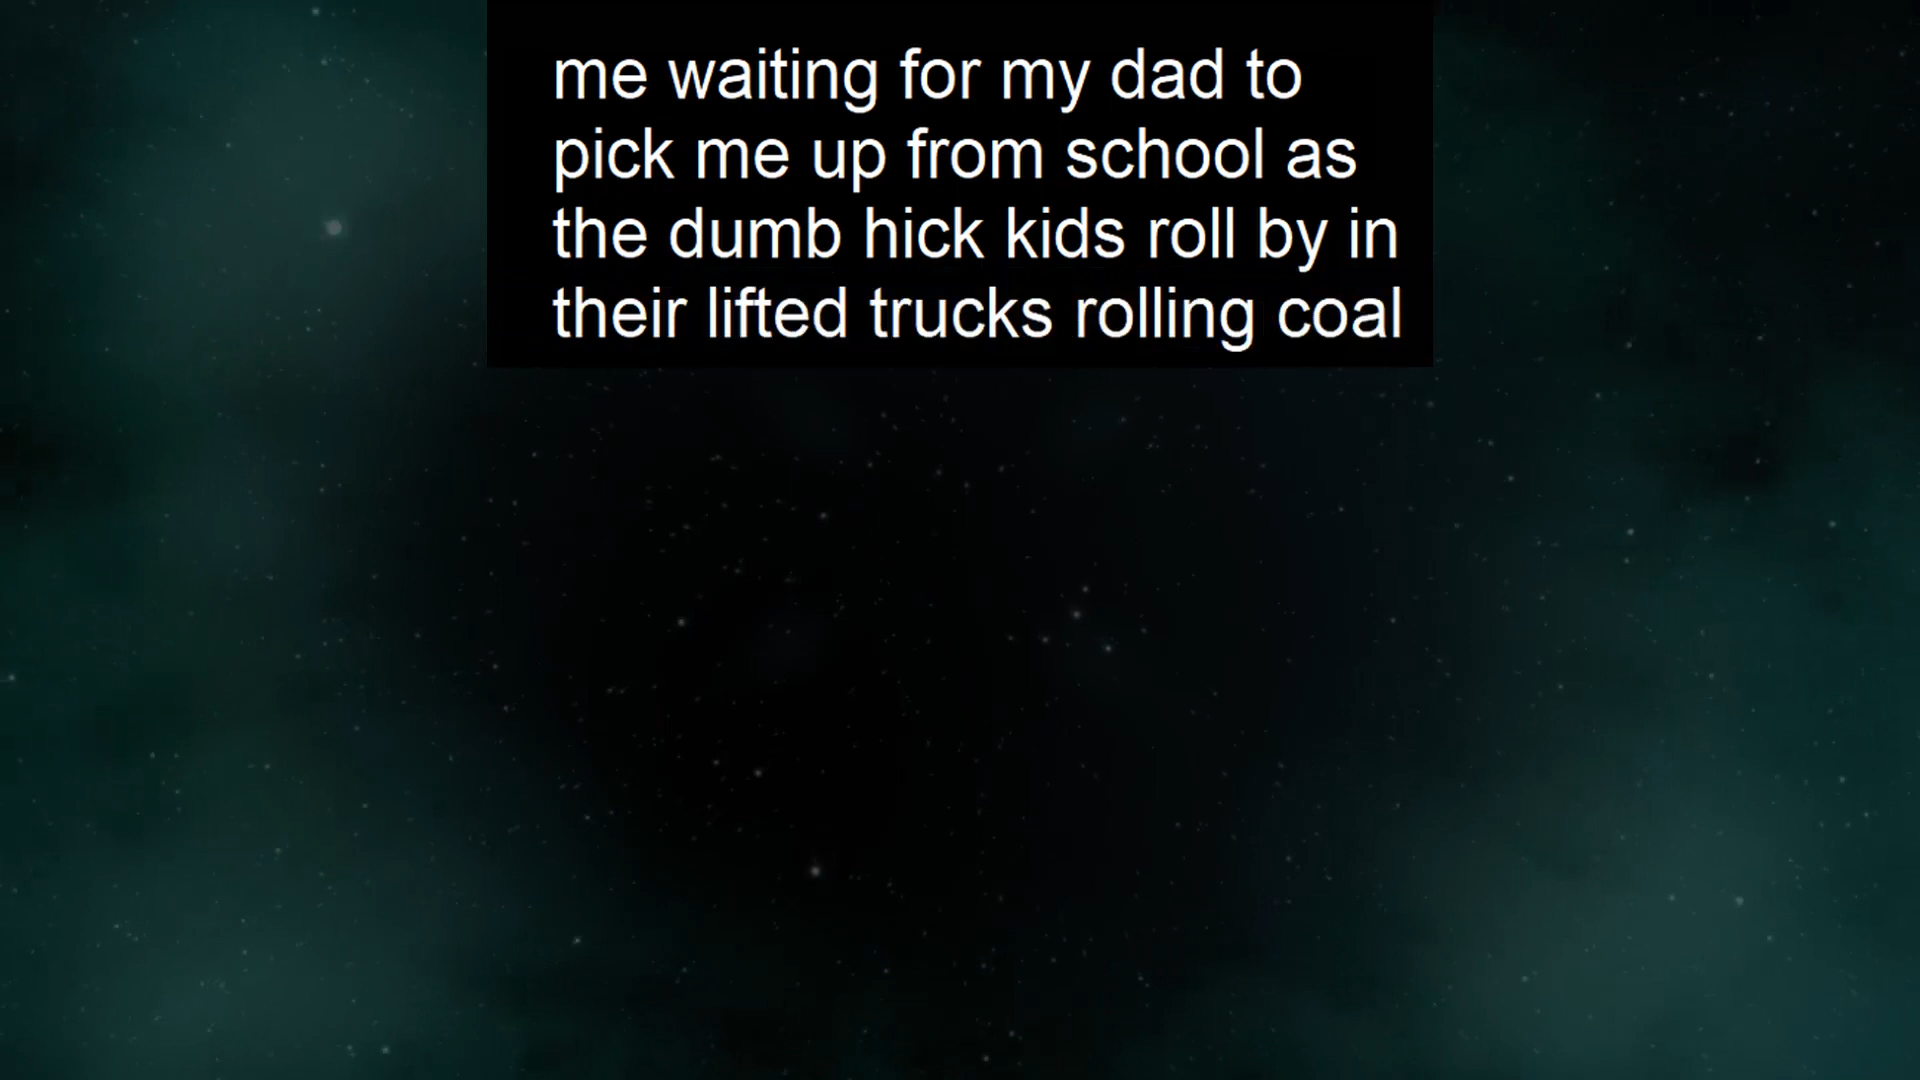 me waiting for my dad to
pick me up from school as
the dumb hick kids roll by in
their lifted trucks rolling coal